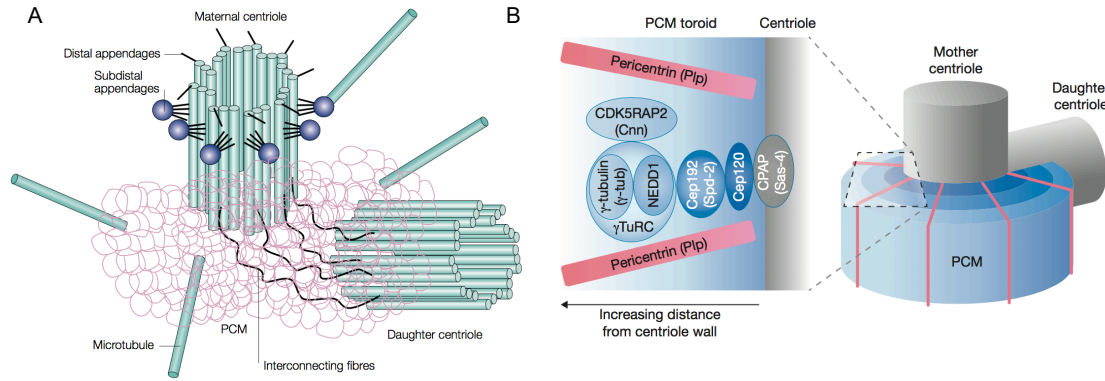 A
Maternal centriole
Distal appendages
Subdistal
appendages
Microtubule
PCM
Interconnecting fibres
Daughter centriole
B
PCM toroid
Centriole
Pericentrin (Plp)
CDK5RAP2
(Cnn)
γ-tubulin
(γ-tub)
NEDD1
γTuRC
Cep192
(Spd-2)
Cep120
CPAP
(Sas-4)
Pericentrin (Plp)
Increasing distance
from centriole wall
Mother
centriole
Daughte
centriole
PCM